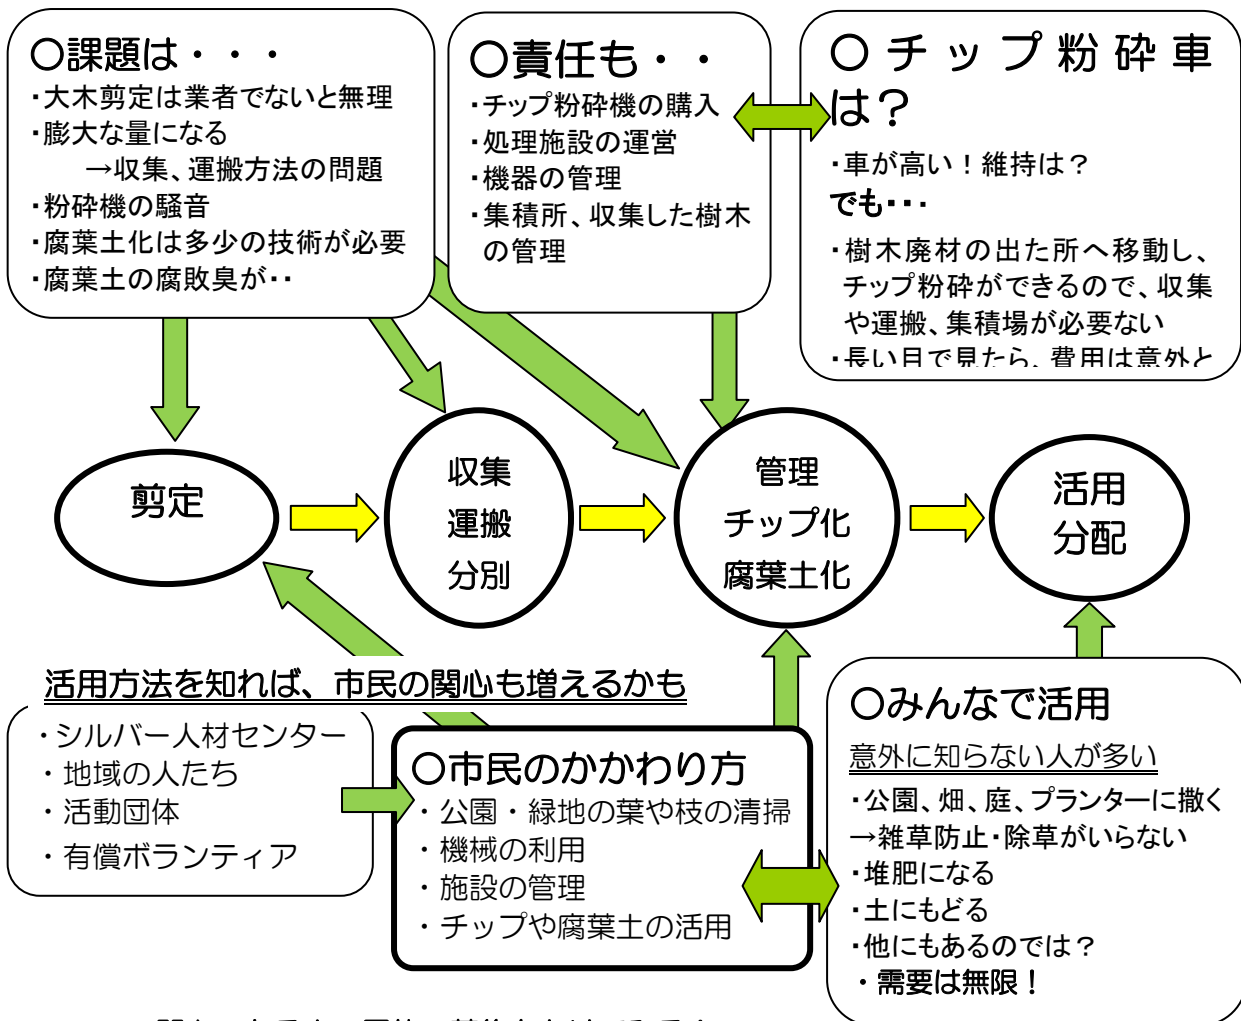 ○課題は・・・
・大木剪定は業者でないと無理
・膨大な量になる
→収集、運搬方法の問題
・粉砕機の騒音
・腐葉土化は多少の技術が必要
・腐葉土の腐敗臭が・・
○責任も・・
・チップ粉砕機の購入
・処理施設の運営
・機器の管理
・集積所、収集した樹木
の管理
○チップ粉砕車
は？
・車が高い！維持は？
でも・・・
・樹木廃材の出た所へ移動し、
チップ粉砕ができるので、収集
や運搬、集積場が必要ない
・長い目で見たら、費用は意外と
剪定
収集
運搬
分別
管理
チップ化
腐葉土化
活用
分配
活用方法を知れば、市民の関心も増えるかも
・シルバー人材センター
・地域の人たち
・活動団体
・有償ボランティア
○市民のかかわり方
・公園・緑地の葉や枝の清掃
・機械の利用
・施設の管理
・チップや腐葉土の活用
○みんなで活用
意外に知らない人が多い
・公園、畑、庭、プランターに撒く
→雑草防止・除草がいらない
・堆肥になる
・土にもどる
・他にもあるのでは？
・需要は無限！